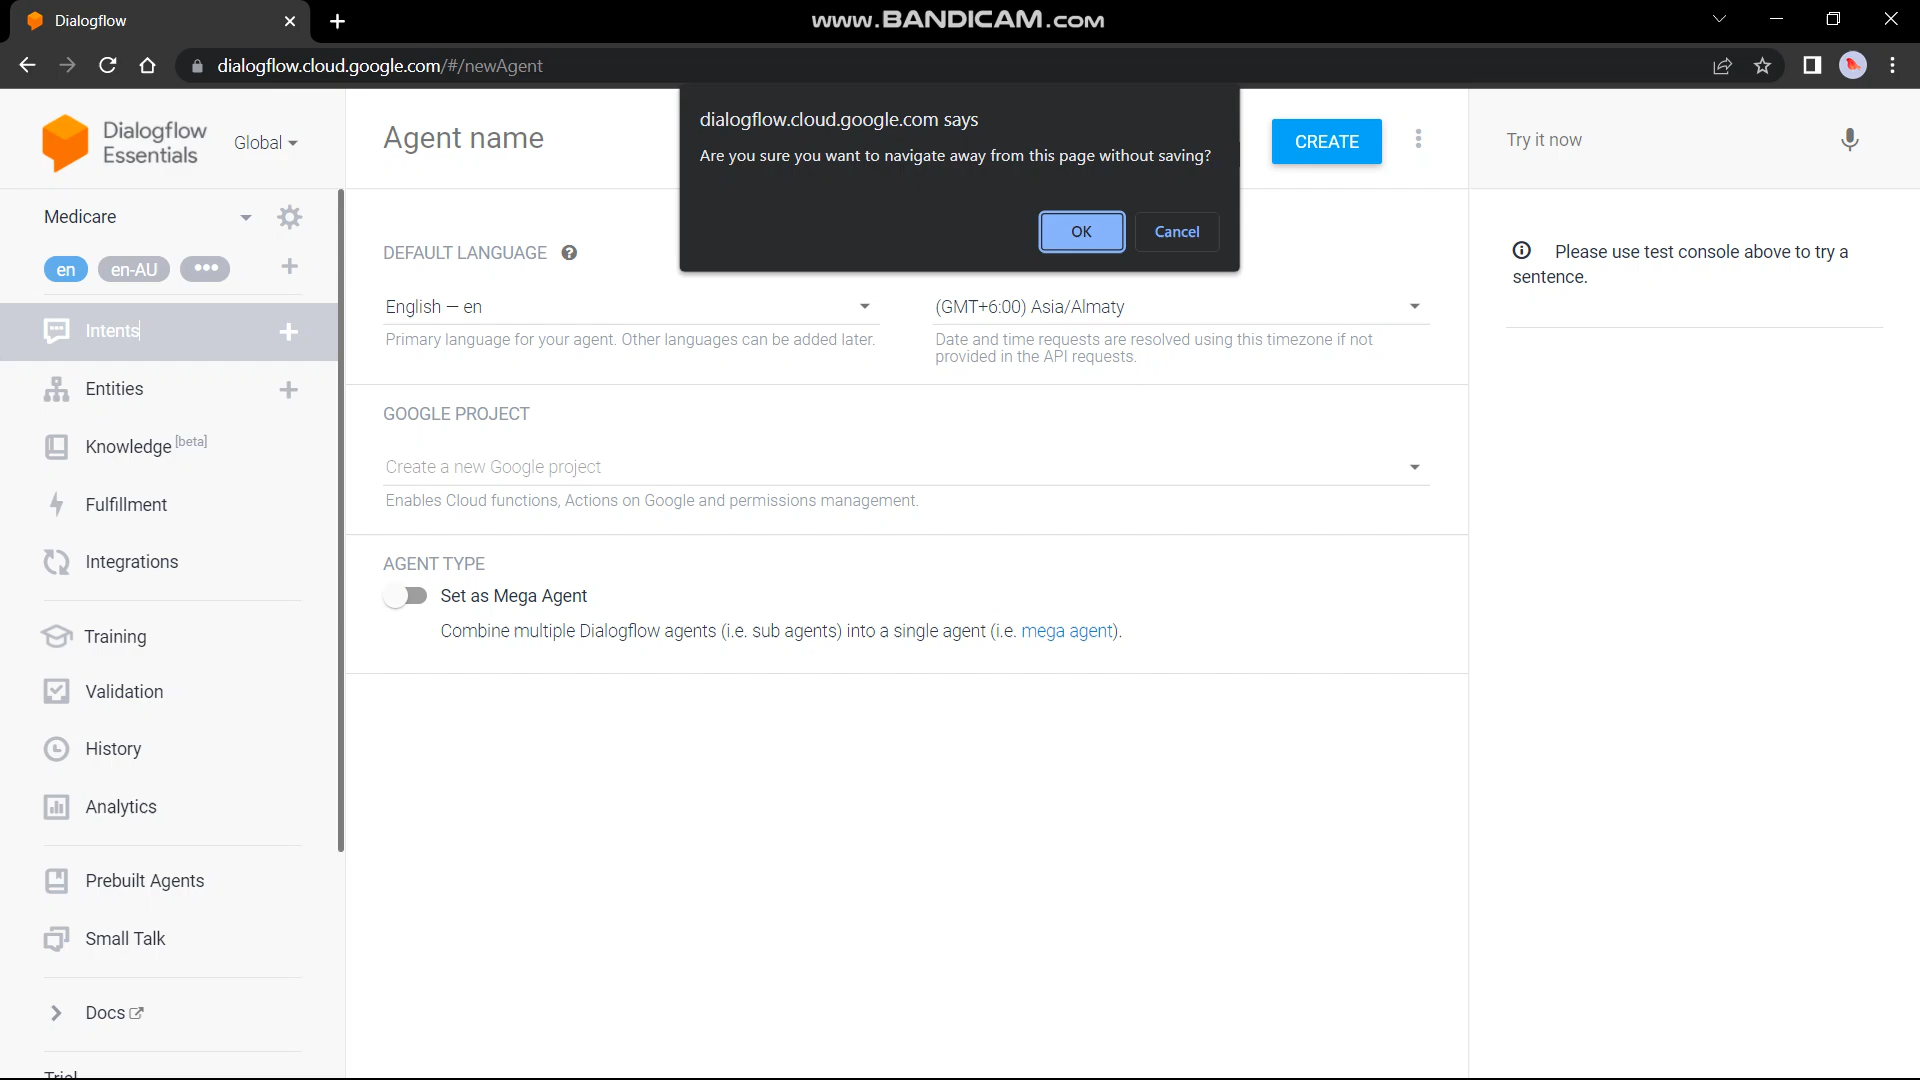 Dialogflow
www.BANDICAM.com
dialogflow.cloud.google.com/#/newAgent
Dialogflow
Essentials
Global
Agent name
dialogflow.cloud.google.com says
Are you sure you want to navigate away from this page without saving?
OK
Cancel
CREATE
Try it now
Medicare
en
en-AU
Intents
Entities
Knowledge [beta]
Fulfillment
Integrations
Training
Validation
History
Analytics
Prebuilt Agents
Small Talk
Docs
DEFAULT LANGUAGE
English — en
Primary language for your agent. Other languages can be added later.
(GMT+6:00) Asia/Almaty
Date and time requests are resolved using this timezone if not
provided in the API requests.
GOOGLE PROJECT
Create a new Google project
Enables Cloud functions, Actions on Google and permissions management.
AGENT TYPE
Set as Mega Agent
Combine multiple Dialogflow agents (i.e. sub agents) into a single agent (i.e. mega agent).
Please use test console above to try a
sentence.